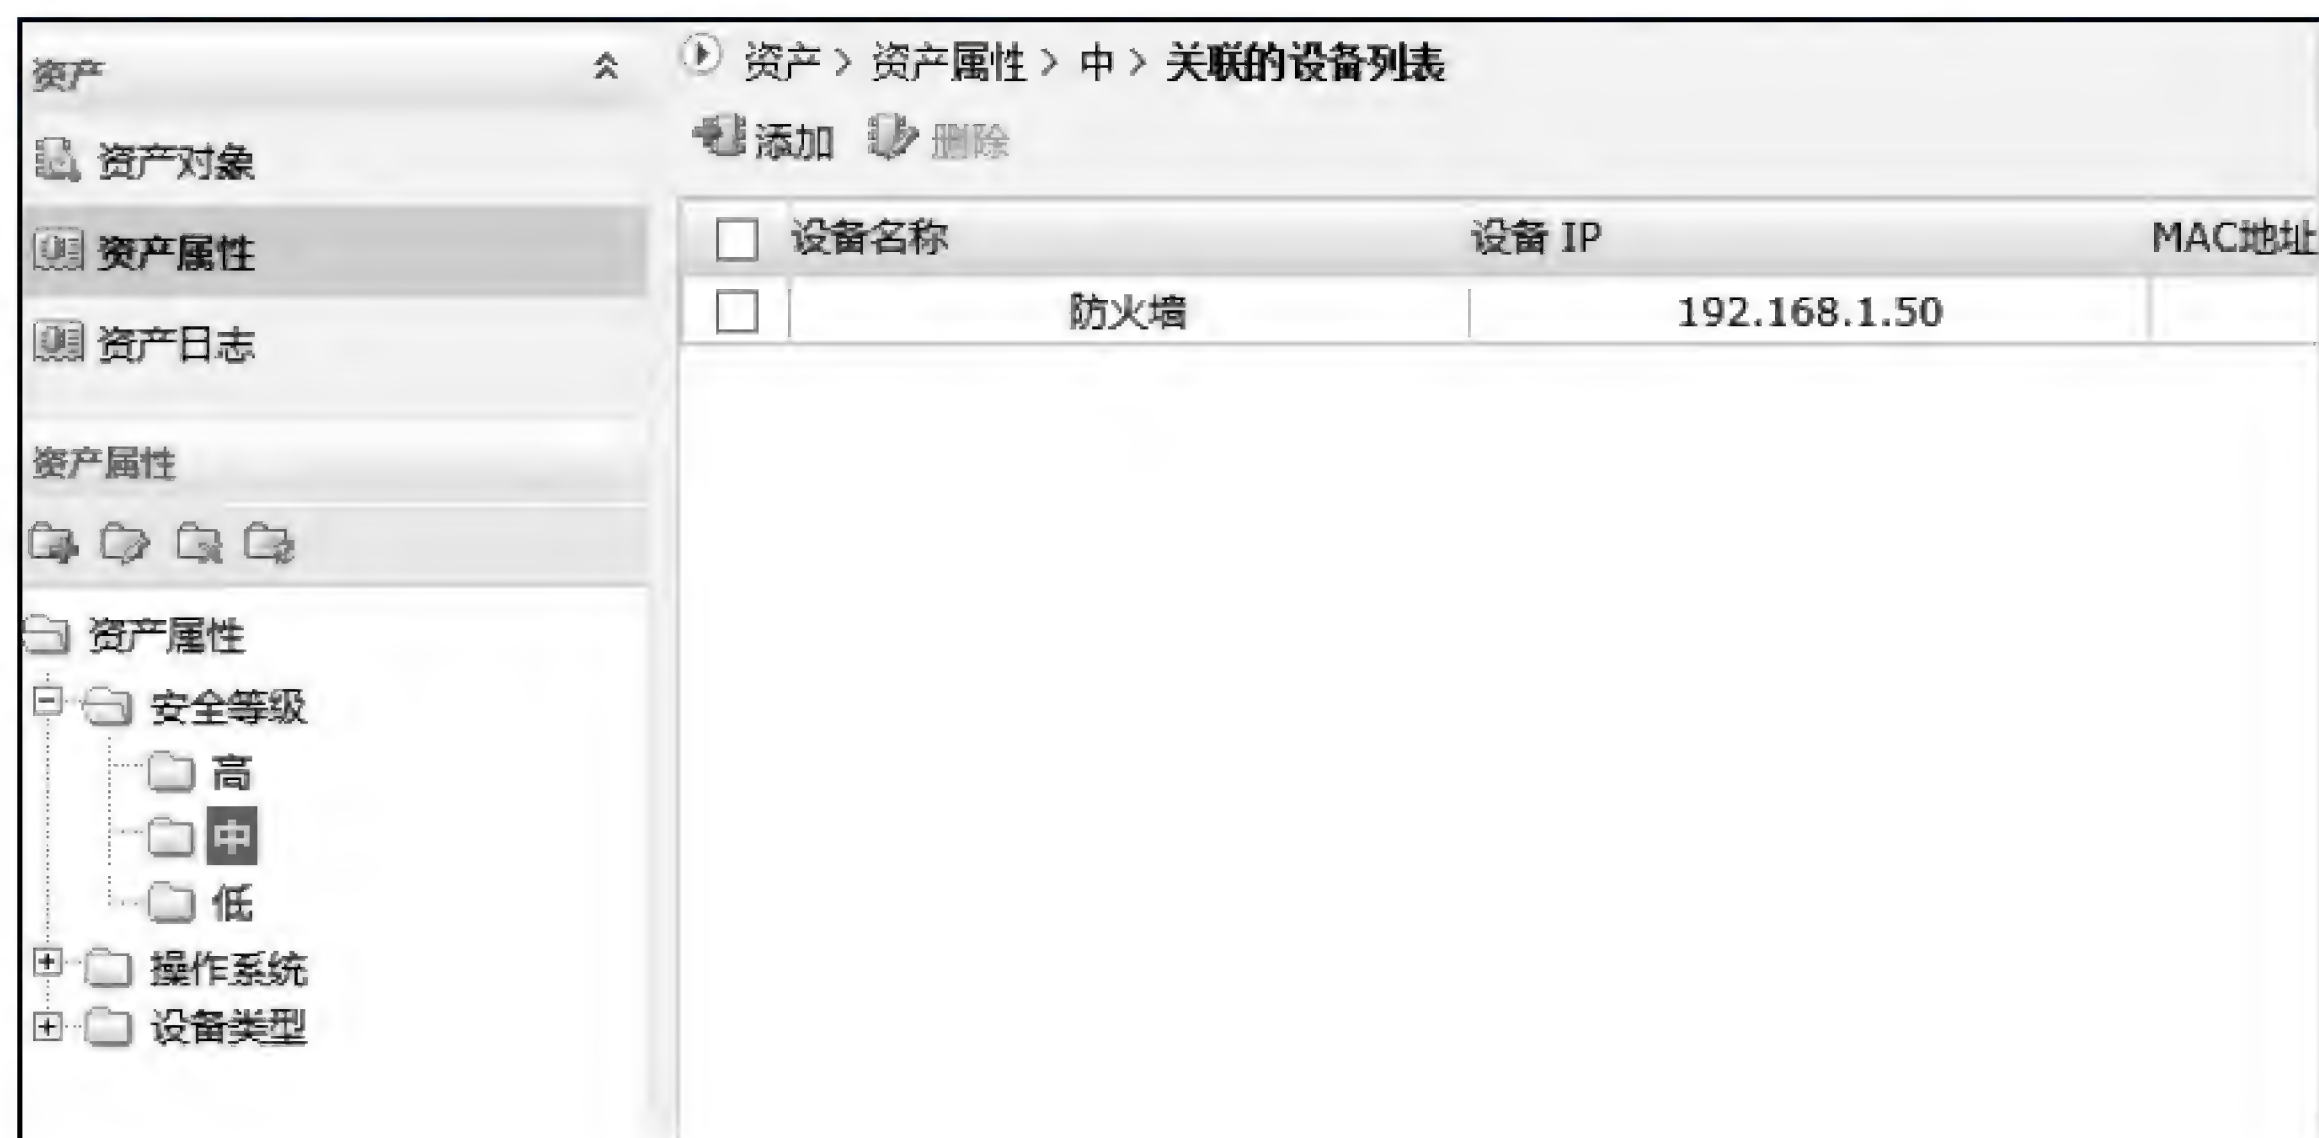 资产
资产对象
资产属性
资产日志
资产属性
资产属性
安全等级
高
中
低
操作系统
设备类型
资产 > 资产属性 > 中 > 关联的设备列表
添加 删除
设备名称 设备 IP MAC地址
防火墙 192.168.1.50